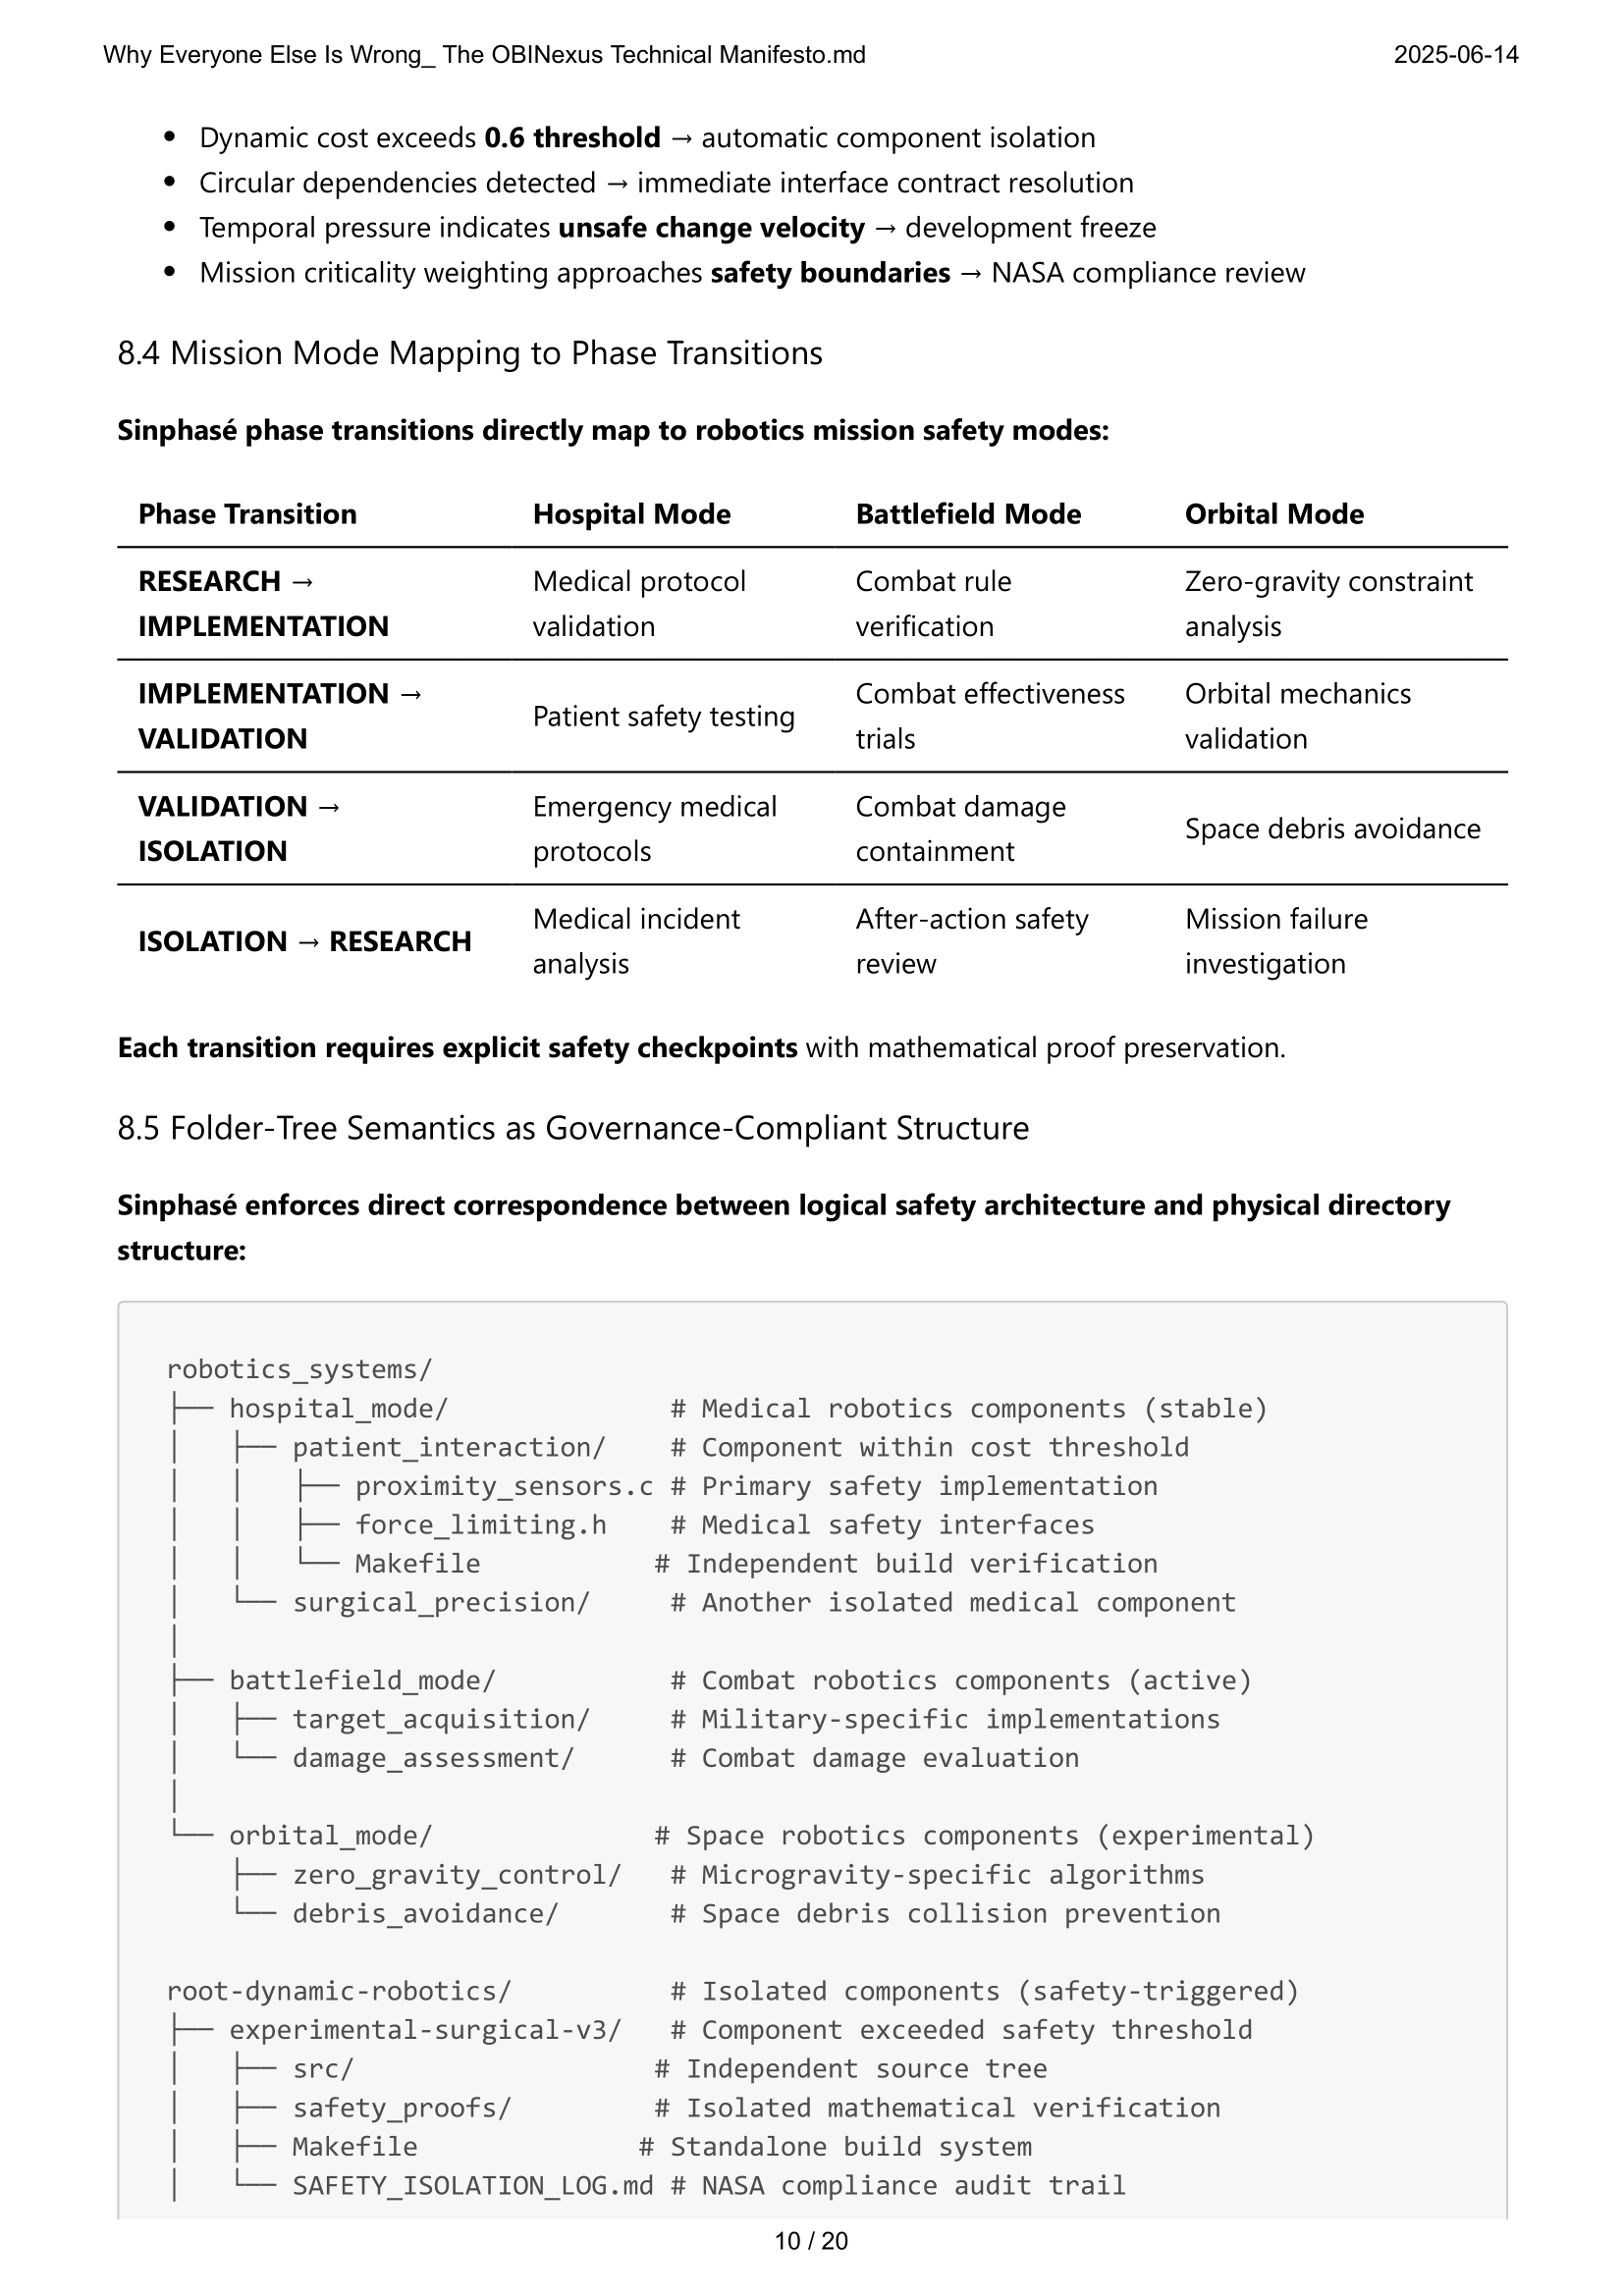 Why Everyone Else Is Wrong_ The OBINexus Technical Manifesto.md 2025-06-14
• Dynamic cost exceeds 0.6 threshold → automatic component isolation
• Circular dependencies detected → immediate interface contract resolution
• Temporal pressure indicates unsafe change velocity → development freeze
• Mission criticality weighting approaches safety boundaries → NASA compliance review
8.4 Mission Mode Mapping to Phase Transitions
Sinphasé phase transitions directly map to robotics mission safety modes:
Phase Transition Hospital Mode Battlefield Mode Orbital Mode
RESEARCH → Medical protocol Combat rule Zero-gravity constraint
IMPLEMENTATION validation verification analysis
IMPLEMENTATION → Patient safety testing Combat effectiveness Orbital mechanics
VALIDATION trials validation
VALIDATION → Emergency medical Combat damage Space debris avoidance
ISOLATION protocols containment
ISOLATION → RESEARCH Medical incident After-action safety Mission failure
analysis review investigation
Each transition requires explicit safety checkpoints with mathematical proof preservation.
8.5 Folder-Tree Semantics as Governance-Compliant Structure
Sinphasé enforces direct correspondence between logical safety architecture and physical directory
structure:
robotics_systems/
├── hospital_mode/              # Medical robotics components (stable)
│   ├── patient_interaction/    # Component within cost threshold
│   │   ├── proximity_sensors.c # Primary safety implementation
│   │   ├── force_limiting.h    # Medical safety interfaces
│   │   └── Makefile           # Independent build verification
│   └── surgical_precision/     # Another isolated medical component
│
├── battlefield_mode/           # Combat robotics components (active)
│   ├── target_acquisition/     # Military-specific implementations
│   └── damage_assessment/      # Combat damage evaluation
│
└── orbital_mode/              # Space robotics components (experimental)
    ├── zero_gravity_control/   # Microgravity-specific algorithms
    └── debris_avoidance/       # Space debris collision prevention
root-dynamic-robotics/          # Isolated components (safety-triggered)
├── experimental-surgical-v3/   # Component exceeded safety threshold
│   ├── src/                   # Independent source tree
│   ├── safety_proofs/         # Isolated mathematical verification
│   ├── Makefile              # Standalone build system
│   └── SAFETY_ISOLATION_LOG.md # NASA compliance audit trail
10 / 20